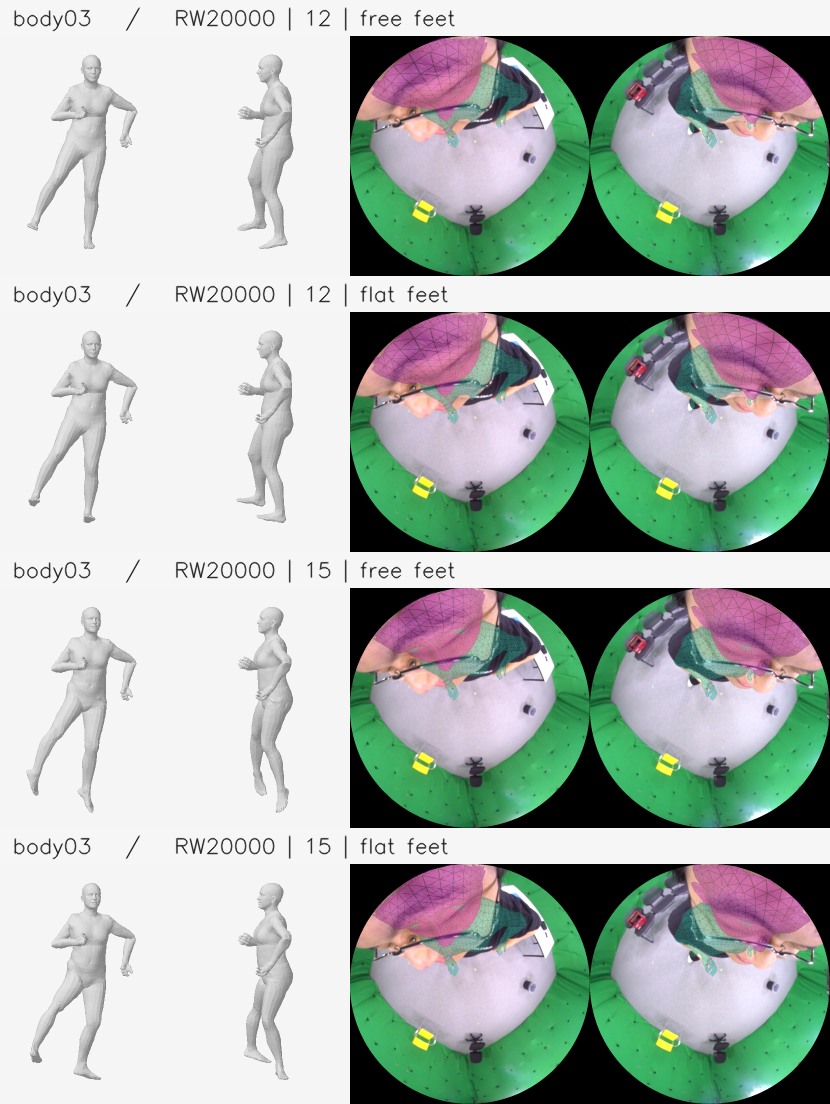 body03 / RW20000 | 12 | free feet
body03 / RW20000 | 12 | flat feet
body03 / RW20000 | 15 | free feet
body03 / RW20000 | 15 | flat feet